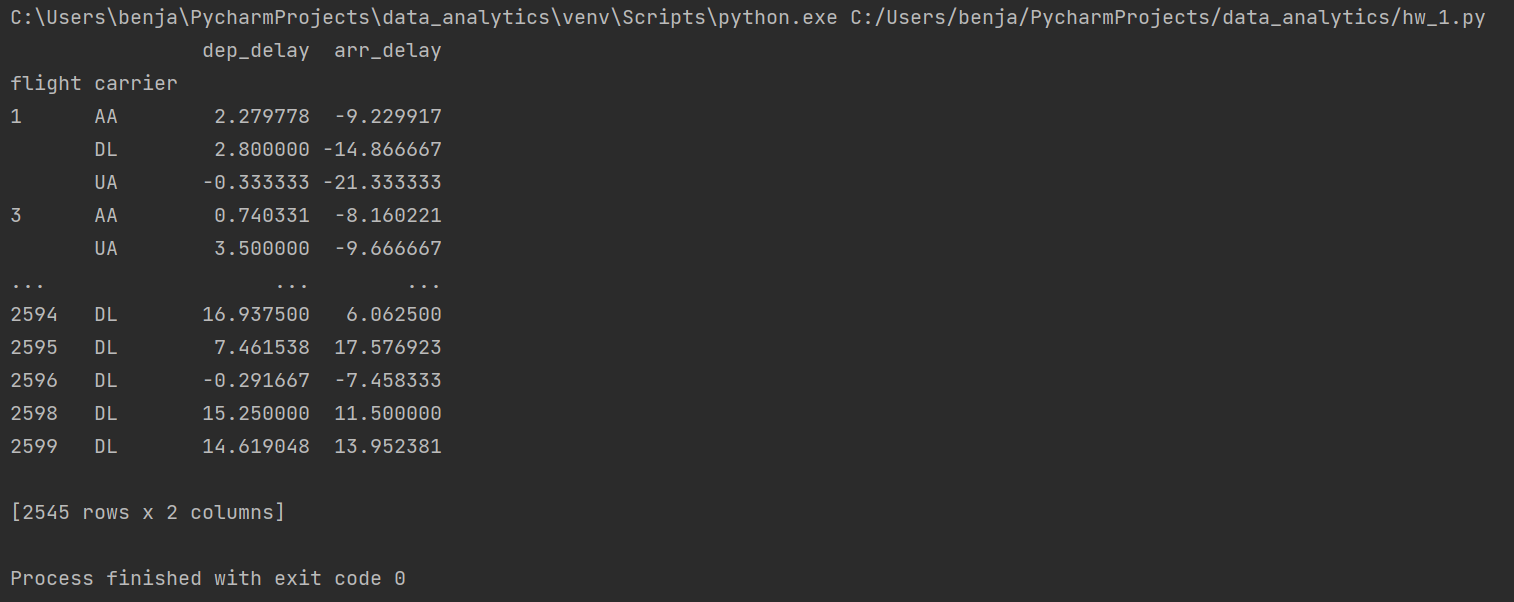 C:\Users\benja\PycharmProjects\data_analytics\venv\Scripts\python.exe C:/Users/benja/PycharmProjects/data_analytics/hw_1.py
                dep_delay  arr_delay
flight carrier
1      AA        2.279778  -9.229917
       DL        2.800000 -14.866667
       UA       -0.333333 -21.333333
3      AA        0.740331  -8.160221
       UA        3.500000  -9.666667
...                   ...        ...
2594   DL       16.937500   6.062500
2595   DL        7.461538  17.576923
2596   DL       -0.291667  -7.458333
2598   DL       15.250000  11.500000
2599   DL       14.619048  13.952381
[2545 rows x 2 columns]
Process finished with exit code 0